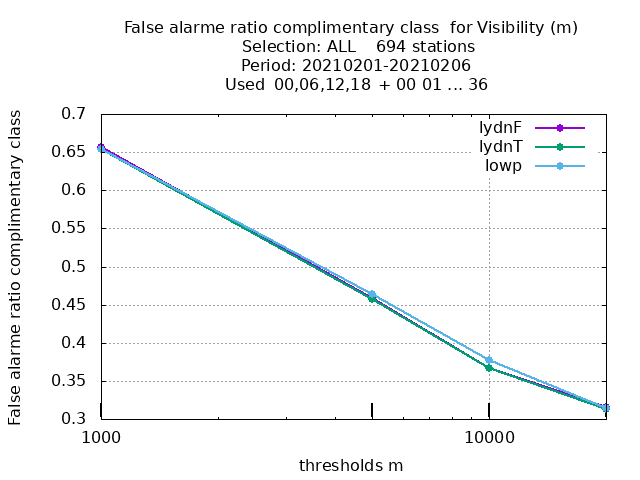 False alarme ratio complimentary class  for Visibility (m)
Selection: ALL    694 stations
Period: 20210201-20210206
Used  00,06,12,18  + 00 01 ... 36
False alarme ratio complimentary class
0.7
0.65
0.6
0.55
0.5
0.45
0.4
0.35
0.3
lydnF
lydnT
lowp
1000
10000
thresholds m